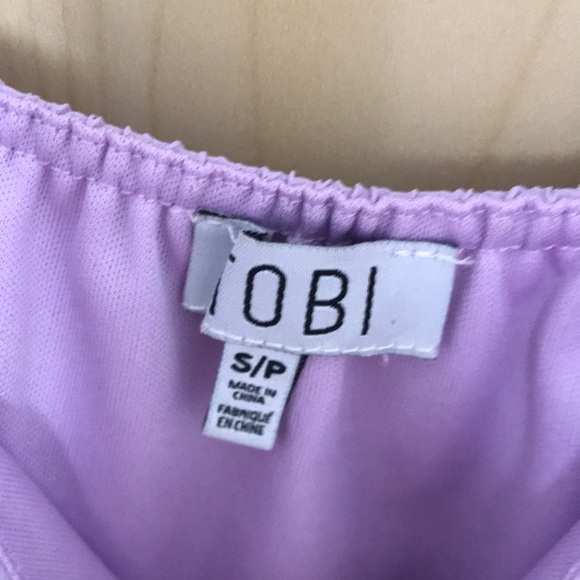 TOBI
S/P
MADE IN
CHINA
FABRIQUÉ
EN CHINE